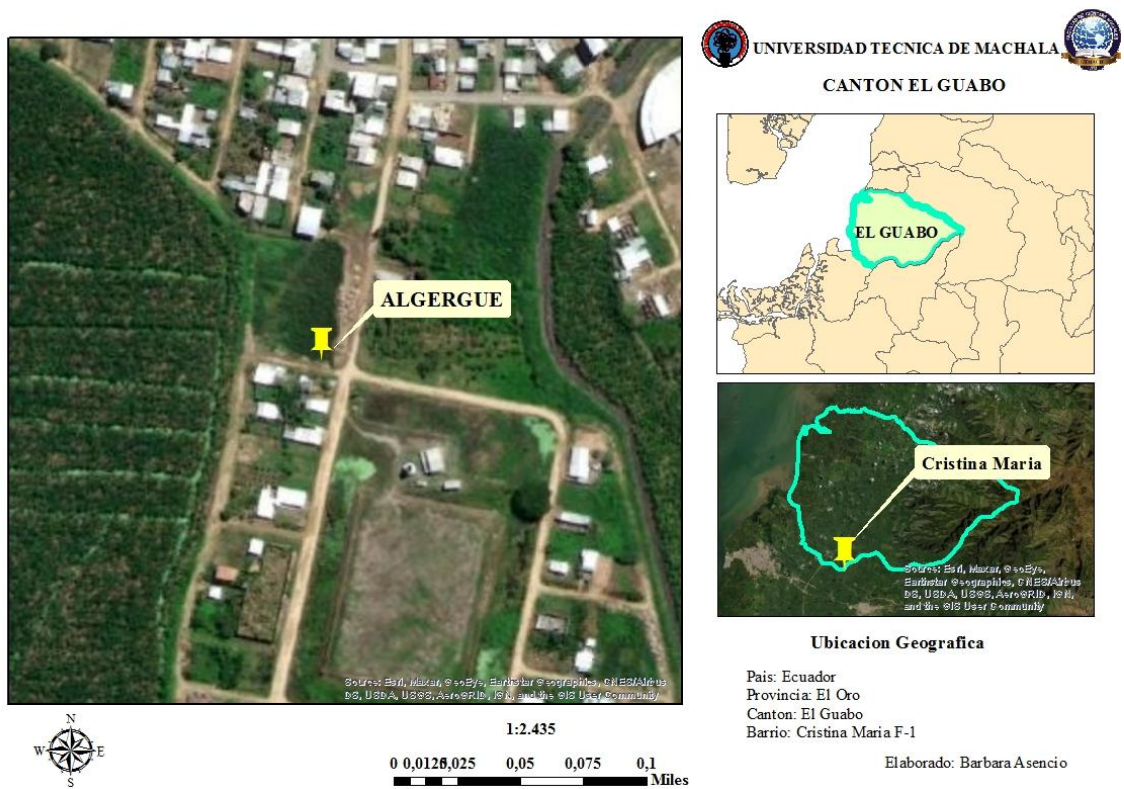 UNIVERSIDAD TECNICA DE MACHALA
CANTON EL GUABO
ALGERGUE
Source: Esri, Maxar, GeoEye, Earthstar Geographics, CNES/Airbus
DS, USDA, USGS, AeroGRID, IGN, and the GIS User Community
N
W E
S
1:2.435
0 0,0125 0,025 0,05 0,075 0,1
Miles
EL GUABO
Cristina Maria
Source: Esri, Maxar, GeoEye,
Earthstar Geographics, CNES/Airbus
DS, USDA, USGS, AeroGRID, IGN,
and the GIS User Community
Ubicacion Geografica
Pais: Ecuador
Provincia: El Oro
Canton: El Guabo
Barrio: Cristina Maria F-1
Elaborado: Barbara Asencio